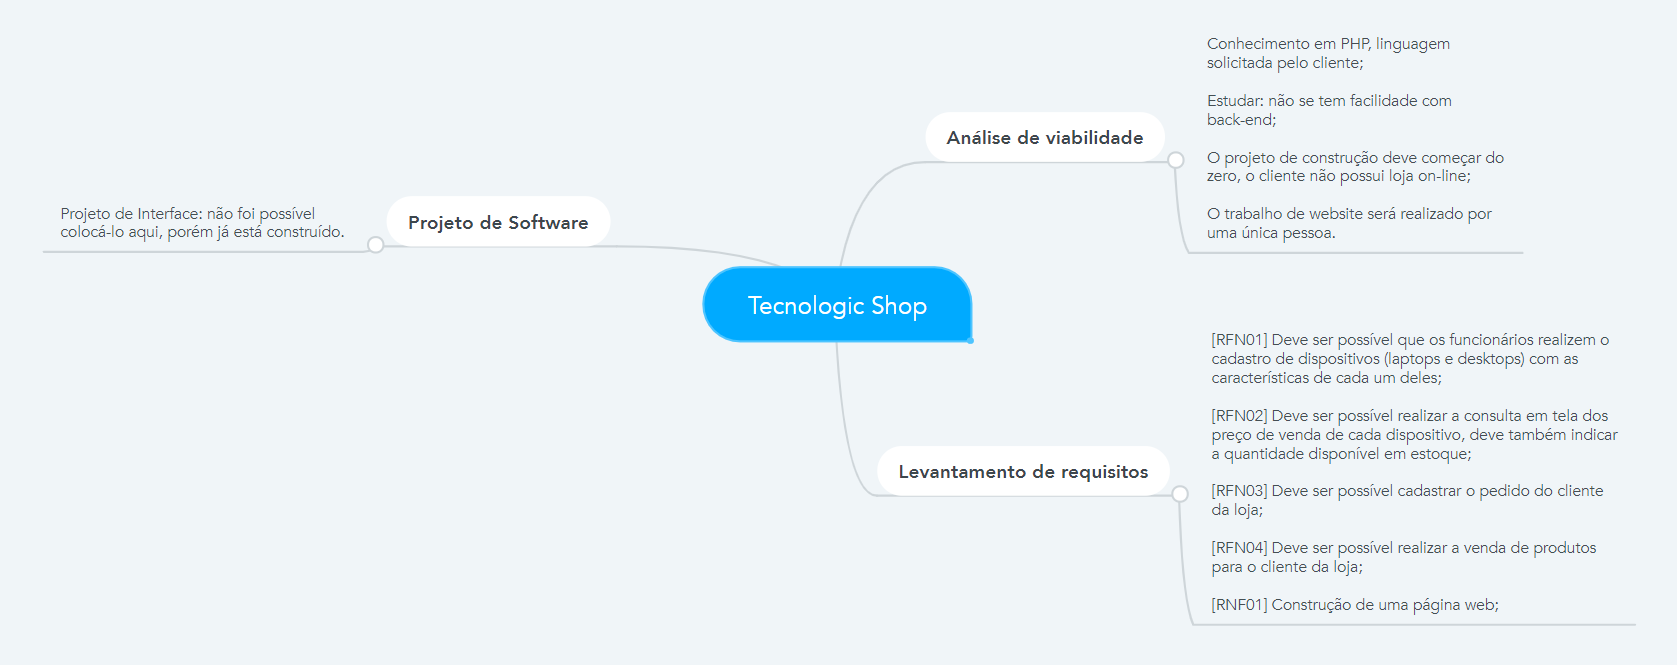 Conhecimento em PHP, linguagem
solicitada pelo cliente;
Estudar: não se tem facilidade com
back-end;
O projeto de construção deve começar do
zero, o cliente não possui loja on-line;
O trabalho de website será realizado por
uma única pessoa.
Análise de viabilidade
Projeto de Interface: não foi possível
colocá-lo aqui, porém já está construído.
Projeto de Software
Tecnologic Shop
Levantamento de requisitos
[RFN01] Deve ser possível que os funcionários realizem o
cadastro de dispositivos (laptops e desktops) com as
características de cada um deles;
[RFN02] Deve ser possível realizar a consulta em tela dos
preço de venda de cada dispositivo, deve também indicar
a quantidade disponível em estoque;
[RFN03] Deve ser possível cadastrar o pedido do cliente
da loja;
[RFN04] Deve ser possível realizar a venda de produtos
para o cliente da loja;
[RNF01] Construção de uma página web;